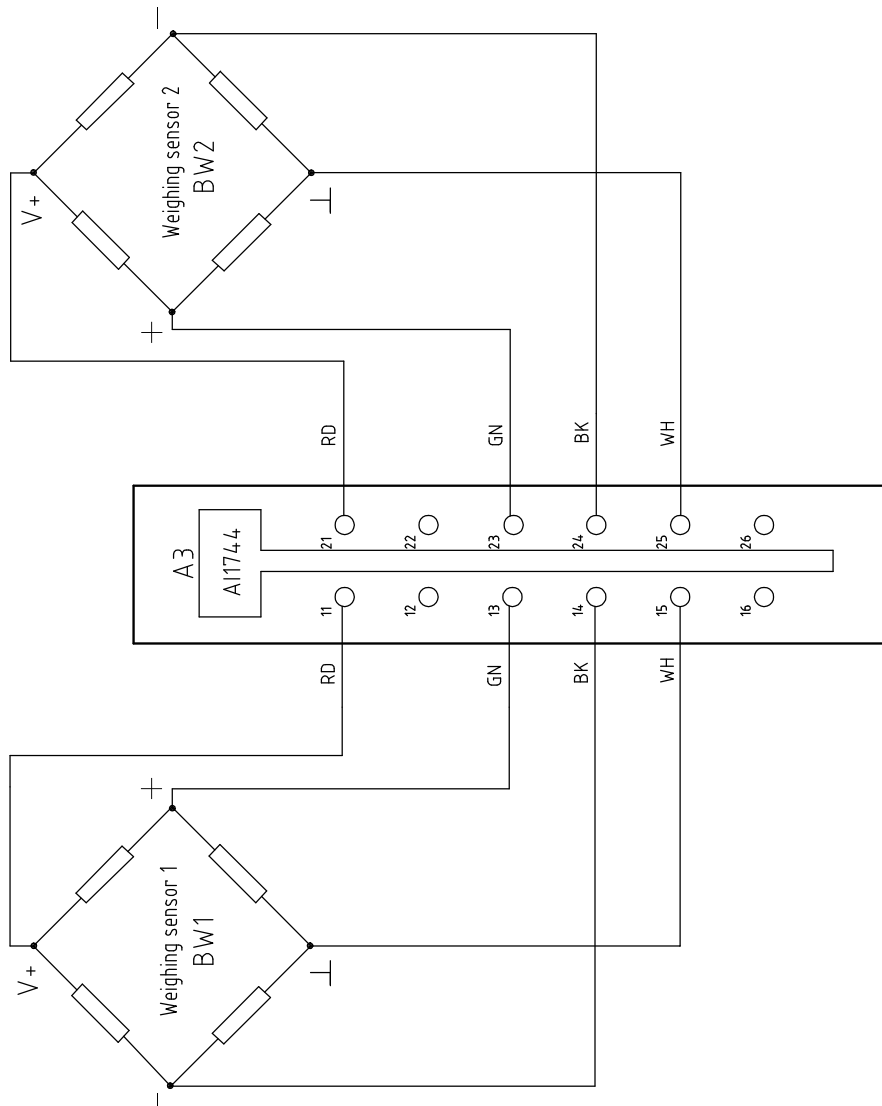 Weighing sensor 2
BW2
V+
+
−
⊥
RD
GN
BK
WH
A3
AI1744
21
22
23
24
25
26
11
12
13
14
15
16
RD
GN
BK
WH
Weighing sensor 1
BW1
V+
+
−
⊥